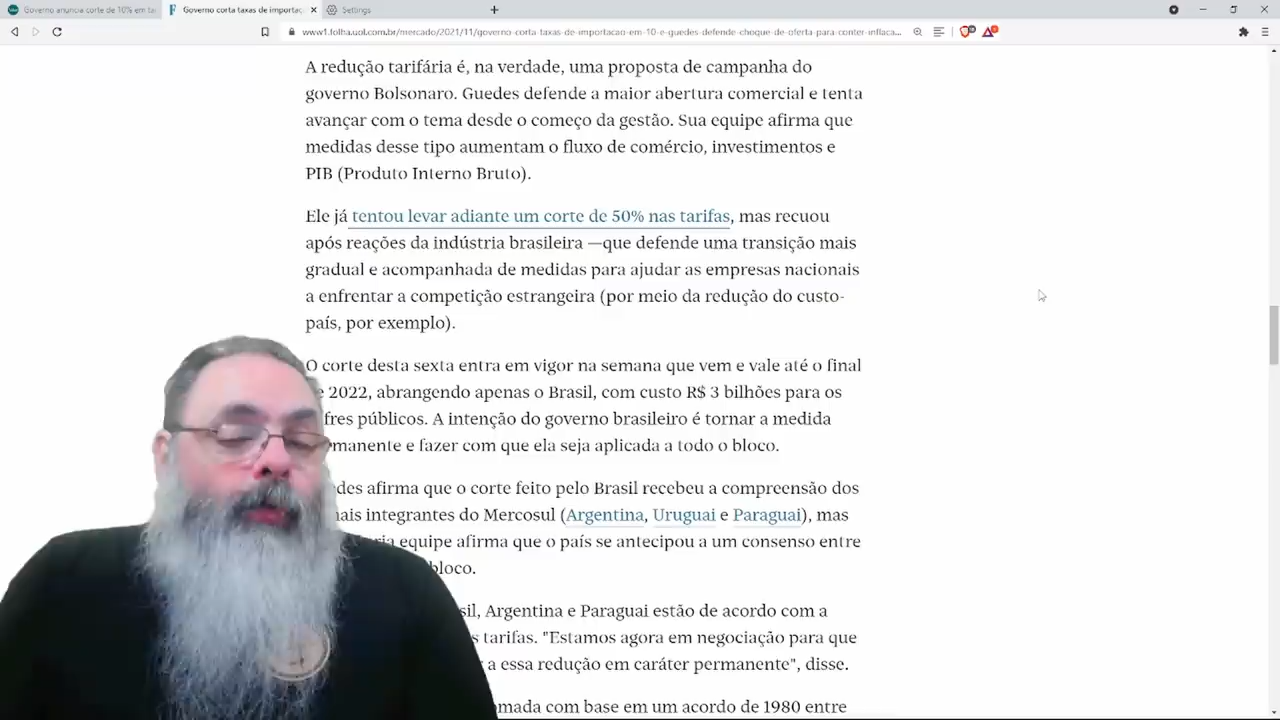 Governo anuncia corte de 10% em
Governo corta taxas de importaç
Settings
www1.folha.uol.com.br/mercado/2021/11/governo-corta-taxas-de-importacao-em-10-e-guedes-defende-choque-de-oferta-para-conter-inflaca...
A redução tarifária é, na verdade, uma proposta de campanha do
governo Bolsonaro. Guedes defende a maior abertura comercial e tenta
avançar com o tema desde o começo da gestão. Sua equipe afirma que
medidas desse tipo aumentam o fluxo de comércio, investimentos e
PIB (Produto Interno Bruto).
Ele já tentou levar adiante um corte de 50% nas tarifas, mas recuou
após reações da indústria brasileira —que defende uma transição mais
gradual e acompanhada de medidas para ajudar as empresas nacionais
a enfrentar a competição estrangeira (por meio da redução do custo-
país, por exemplo).
O corte desta sexta entra em vigor na semana que vem e vale até o final
2022, abrangendo apenas o Brasil, com custo R$ 3 bilhões para os
fres públicos. A intenção do governo brasileiro é tornar a medida
manente e fazer com que ela seja aplicada a todo o bloco.
des afirma que o corte feito pelo Brasil recebeu a compreensão dos
ais integrantes do Mercosul (Argentina, Uruguai e Paraguai), mas
ria equipe afirma que o país se antecipou a um consenso entre
bloco.
sil, Argentina e Paraguai estão de acordo com a
s tarifas. "Estamos agora em negociação para que
r a essa redução em caráter permanente", disse.
mada com base em um acordo de 1980 entre